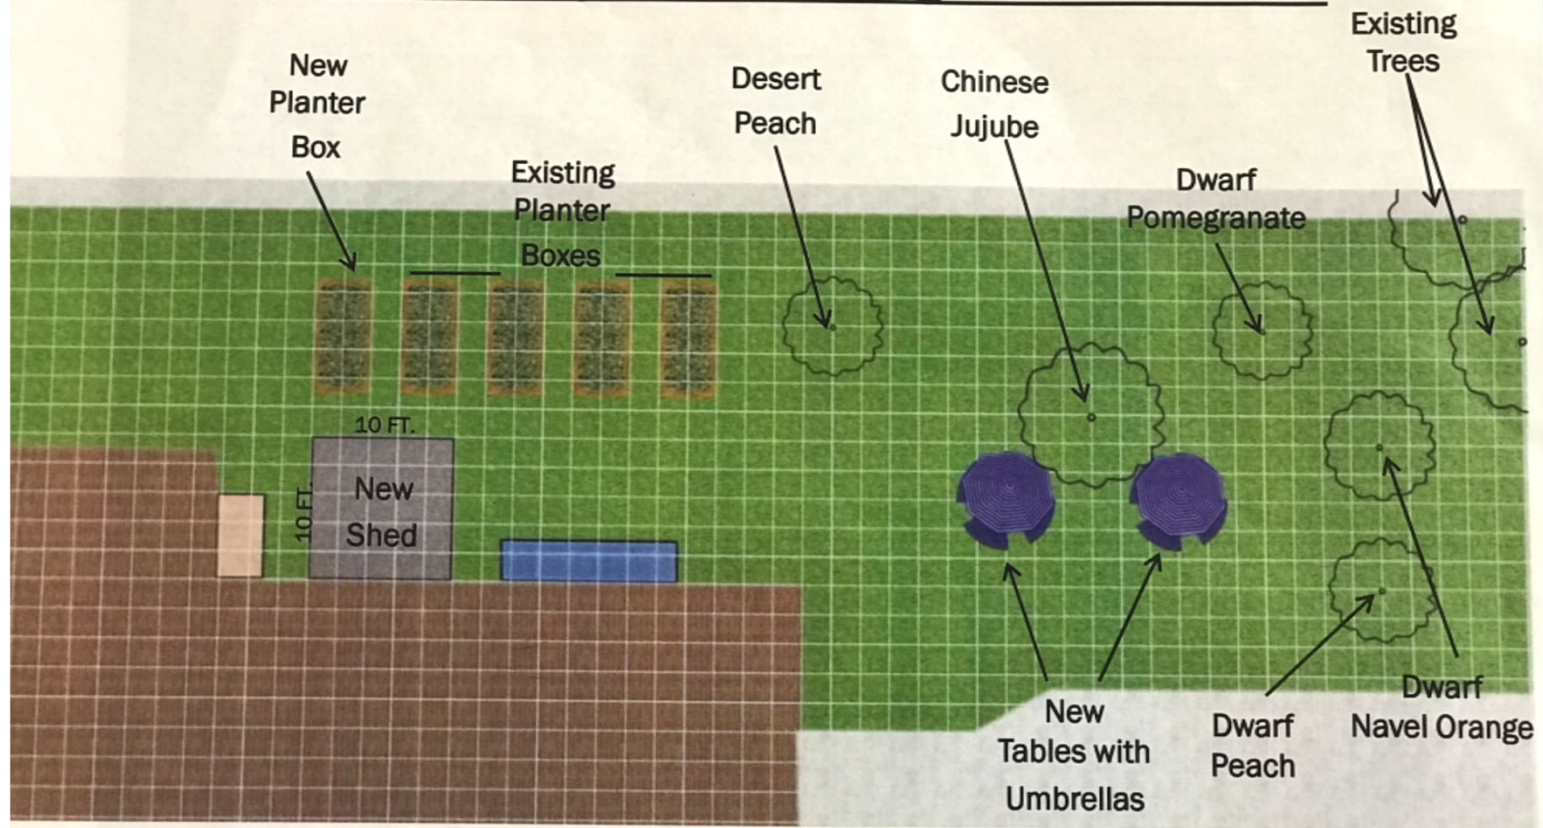 New
Planter
Box
Existing
Planter
Boxes
Desert
Peach
Chinese
Jujube
Dwarf
Pomegranate
Existing
Trees
10 FT.
10 FT.
New
Shed
New
Tables with
Umbrellas
Dwarf
Peach
Dwarf
Navel Orange